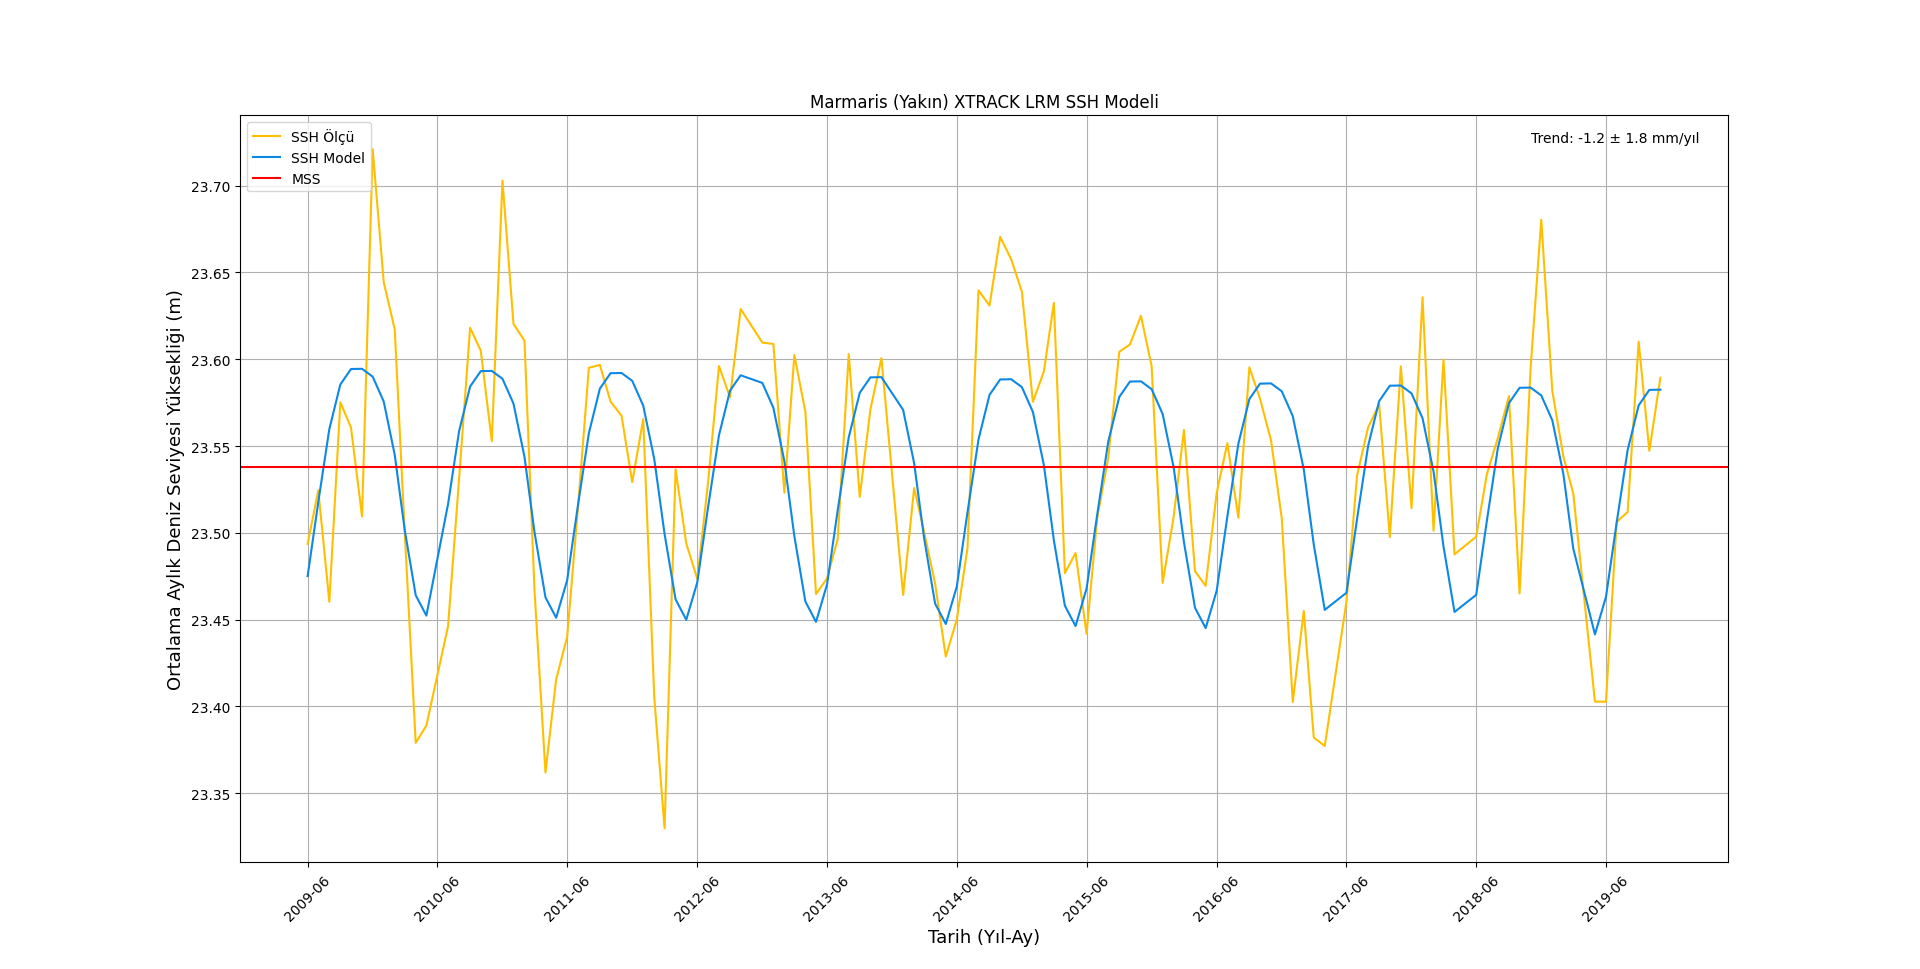 Marmaris (Yakın) XTRACK LRM SSH Modeli
SSH Ölçü
SSH Model
MSS
Trend: -1.2 ± 1.8 mm/yıl
Ortalama Aylık Deniz Seviyesi Yüksekliği (m)
23.70
23.65
23.60
23.55
23.50
23.45
23.40
23.35
2009-06
2010-06
2011-06
2012-06
2013-06
2014-06
2015-06
2016-06
2017-06
2018-06
2019-06
Tarih (Yıl-Ay)